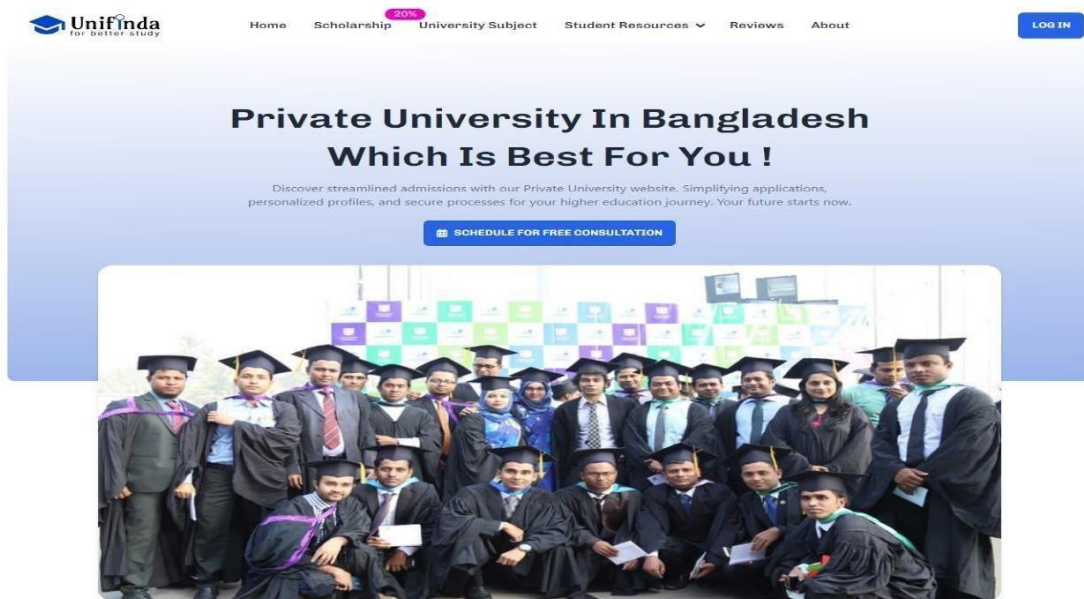 Unifinda
for better study
Home
Scholarship
20%
University Subject
Student Resources
Reviews
About
LOG IN
Private University In Bangladesh
Which Is Best For You !
Discover streamlined admissions with our Private University website. Simplifying applications,
personalized profiles, and secure processes for your higher education journey. Your future starts now.
SCHEDULE FOR FREE CONSULTATION